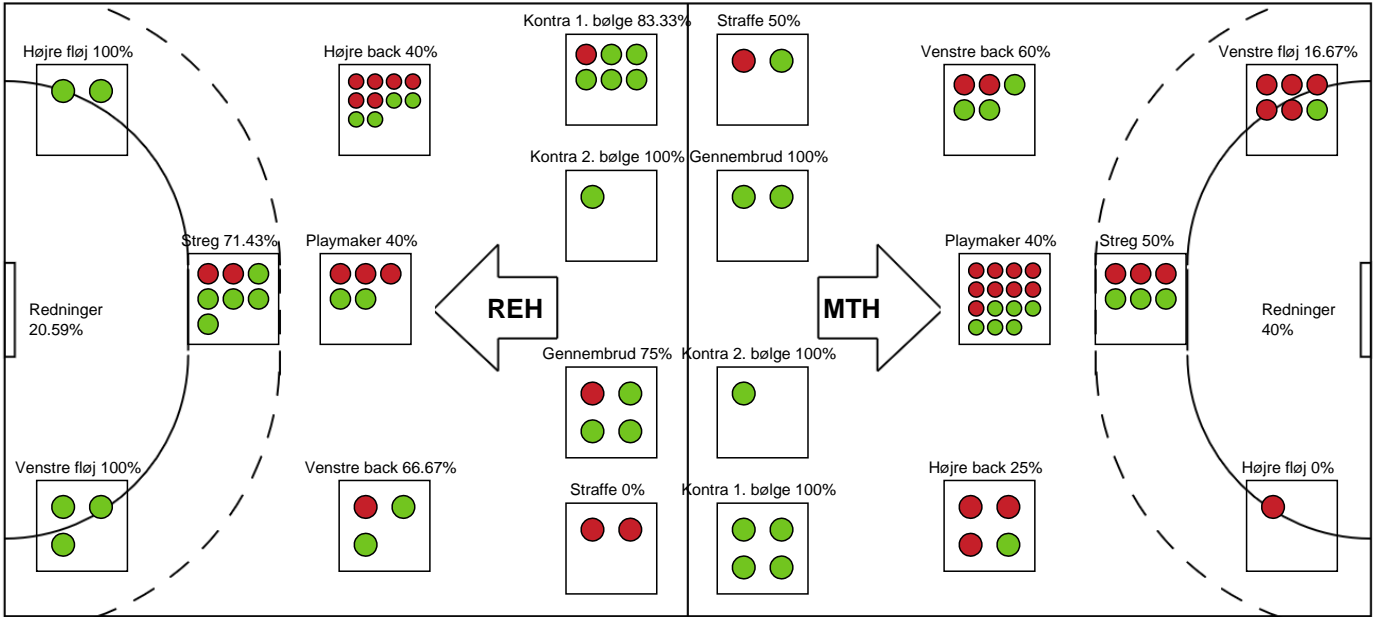 Kontra 1. bølge 83.33%
Straffe 50%
Højre fløj 100%
Højre back 40%
Venstre back 60%
Venstre fløj 16.67%
Kontra 2. bølge 100%
Gennembrud 100%
Streg 71.43%
Playmaker 40%
Playmaker 40%
Streg 50%
Redninger
20.59%
REH
MTH
Redninger
40%
Gennembrud 75%
Kontra 2. bølge 100%
Venstre fløj 100%
Venstre back 66.67%
Højre back 25%
Højre fløj 0%
Straffe 0%
Kontra 1. bølge 100%